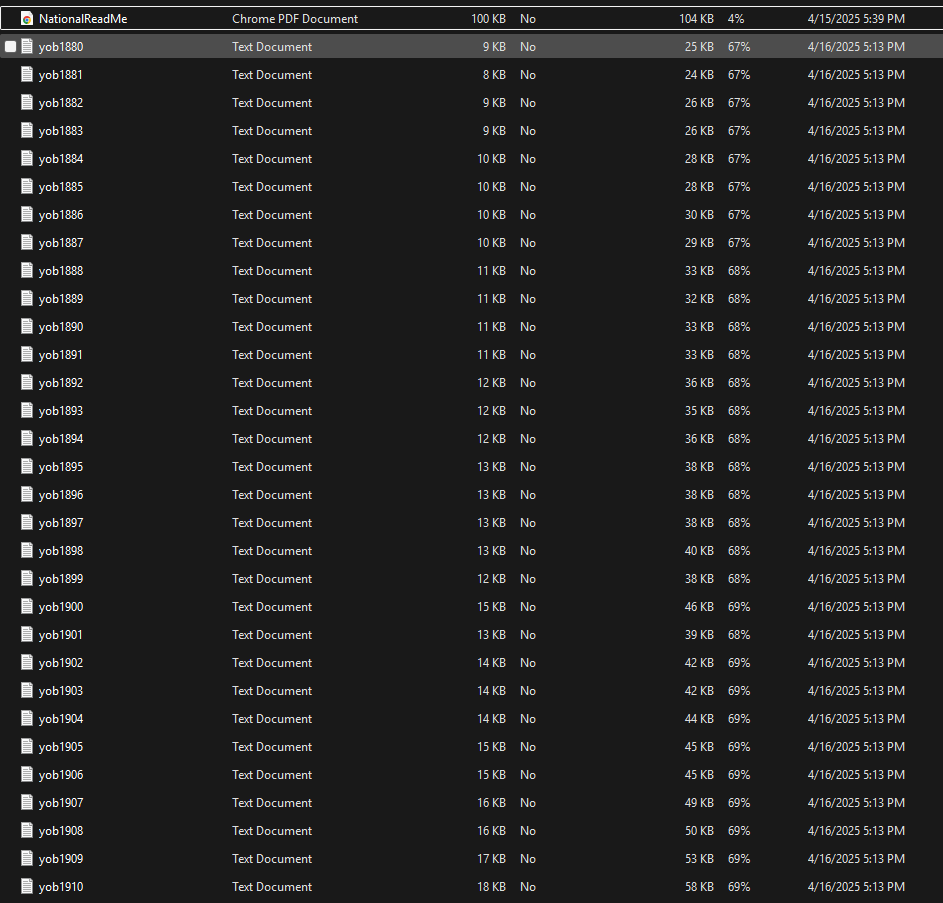 NationalReadMe Chrome PDF Document 100 KB No 104 KB 4% 4/15/2025 5:39 PM
yob1880 Text Document 9 KB No 25 KB 67% 4/16/2025 5:13 PM
yob1881 Text Document 8 KB No 24 KB 67% 4/16/2025 5:13 PM
yob1882 Text Document 9 KB No 26 KB 67% 4/16/2025 5:13 PM
yob1883 Text Document 9 KB No 26 KB 67% 4/16/2025 5:13 PM
yob1884 Text Document 10 KB No 28 KB 67% 4/16/2025 5:13 PM
yob1885 Text Document 10 KB No 28 KB 67% 4/16/2025 5:13 PM
yob1886 Text Document 10 KB No 30 KB 67% 4/16/2025 5:13 PM
yob1887 Text Document 10 KB No 29 KB 67% 4/16/2025 5:13 PM
yob1888 Text Document 11 KB No 33 KB 68% 4/16/2025 5:13 PM
yob1889 Text Document 11 KB No 32 KB 68% 4/16/2025 5:13 PM
yob1890 Text Document 11 KB No 33 KB 68% 4/16/2025 5:13 PM
yob1891 Text Document 11 KB No 33 KB 68% 4/16/2025 5:13 PM
yob1892 Text Document 12 KB No 36 KB 68% 4/16/2025 5:13 PM
yob1893 Text Document 12 KB No 35 KB 68% 4/16/2025 5:13 PM
yob1894 Text Document 12 KB No 36 KB 68% 4/16/2025 5:13 PM
yob1895 Text Document 13 KB No 38 KB 68% 4/16/2025 5:13 PM
yob1896 Text Document 13 KB No 38 KB 68% 4/16/2025 5:13 PM
yob1897 Text Document 13 KB No 38 KB 68% 4/16/2025 5:13 PM
yob1898 Text Document 13 KB No 40 KB 68% 4/16/2025 5:13 PM
yob1899 Text Document 12 KB No 38 KB 68% 4/16/2025 5:13 PM
yob1900 Text Document 15 KB No 46 KB 69% 4/16/2025 5:13 PM
yob1901 Text Document 13 KB No 39 KB 68% 4/16/2025 5:13 PM
yob1902 Text Document 14 KB No 42 KB 69% 4/16/2025 5:13 PM
yob1903 Text Document 14 KB No 42 KB 69% 4/16/2025 5:13 PM
yob1904 Text Document 14 KB No 44 KB 69% 4/16/2025 5:13 PM
yob1905 Text Document 15 KB No 45 KB 69% 4/16/2025 5:13 PM
yob1906 Text Document 15 KB No 45 KB 69% 4/16/2025 5:13 PM
yob1907 Text Document 16 KB No 49 KB 69% 4/16/2025 5:13 PM
yob1908 Text Document 16 KB No 50 KB 69% 4/16/2025 5:13 PM
yob1909 Text Document 17 KB No 53 KB 69% 4/16/2025 5:13 PM
yob1910 Text Document 18 KB No 58 KB 69% 4/16/2025 5:13 PM